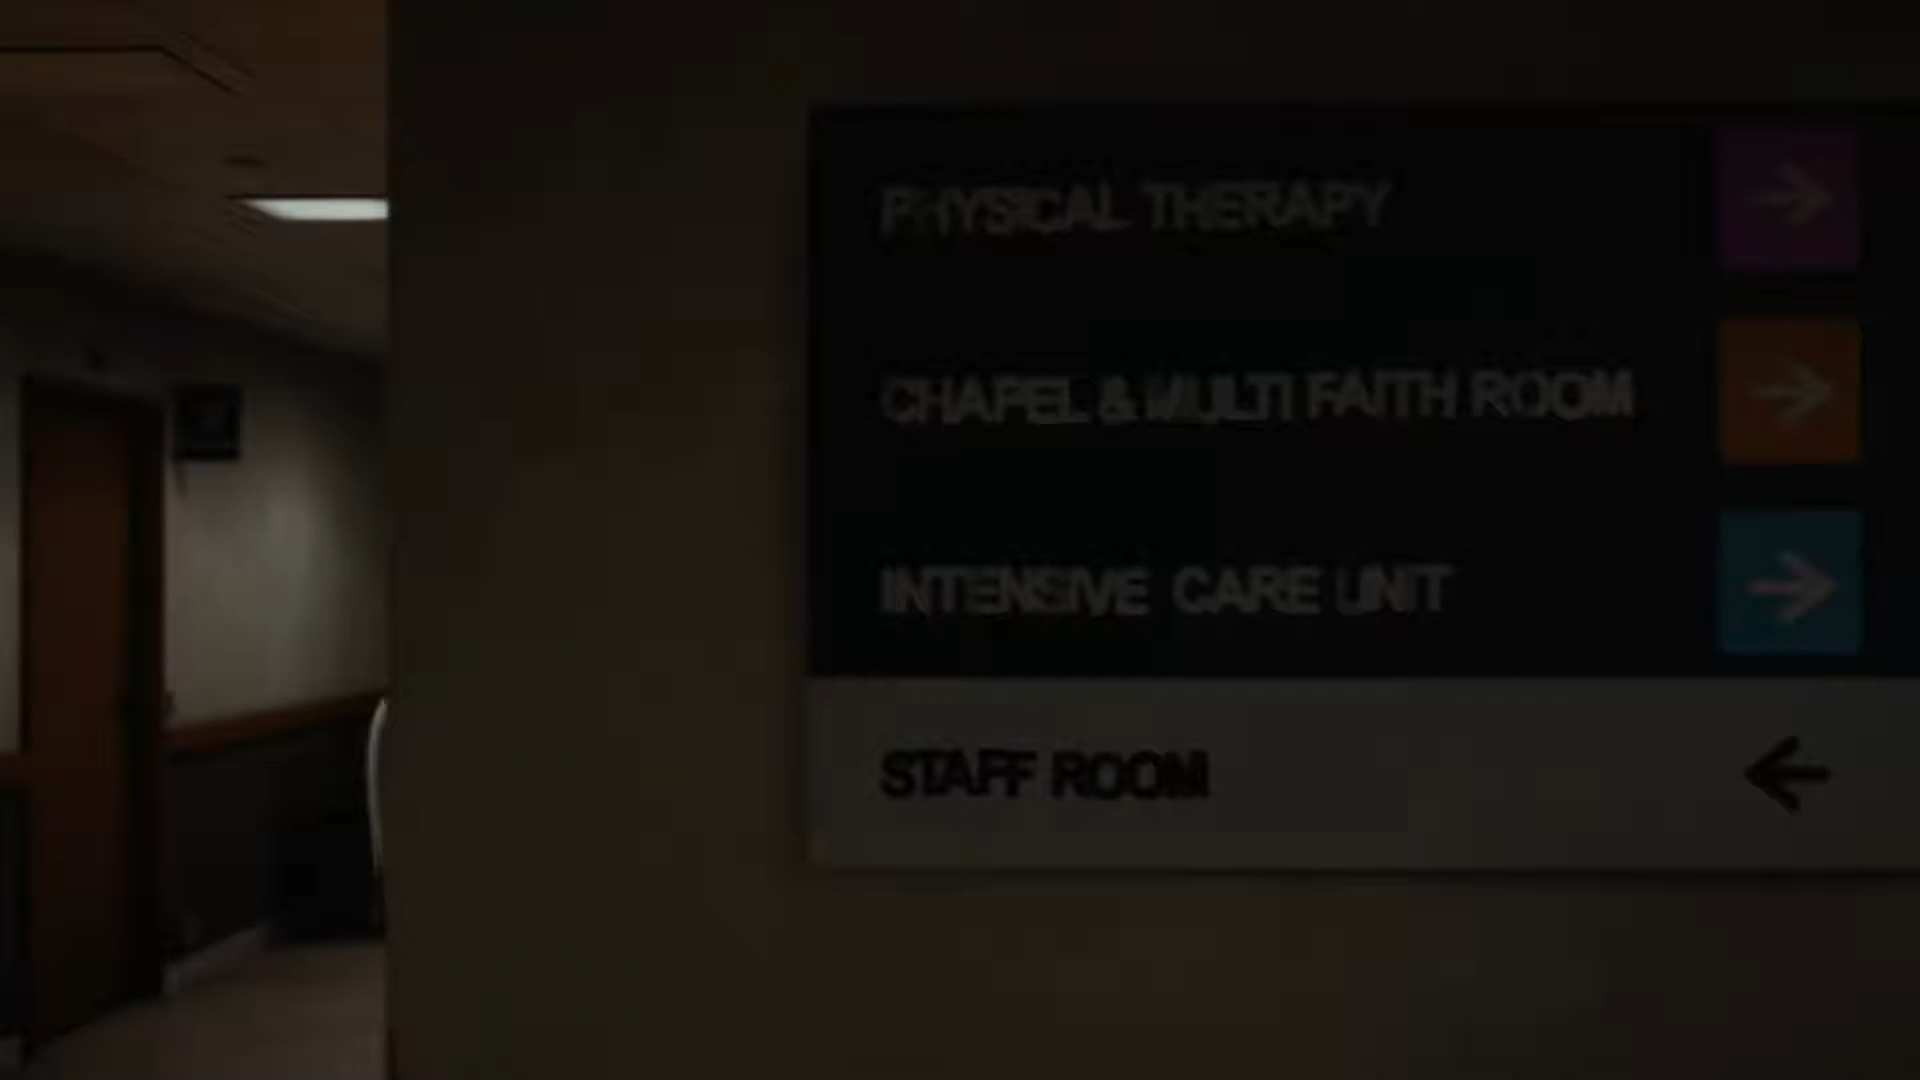 PHYSICAL THERAPY
CHAPEL & MULTI FAITH ROOM
INTENSIVE CARE UNIT
STAFF ROOM